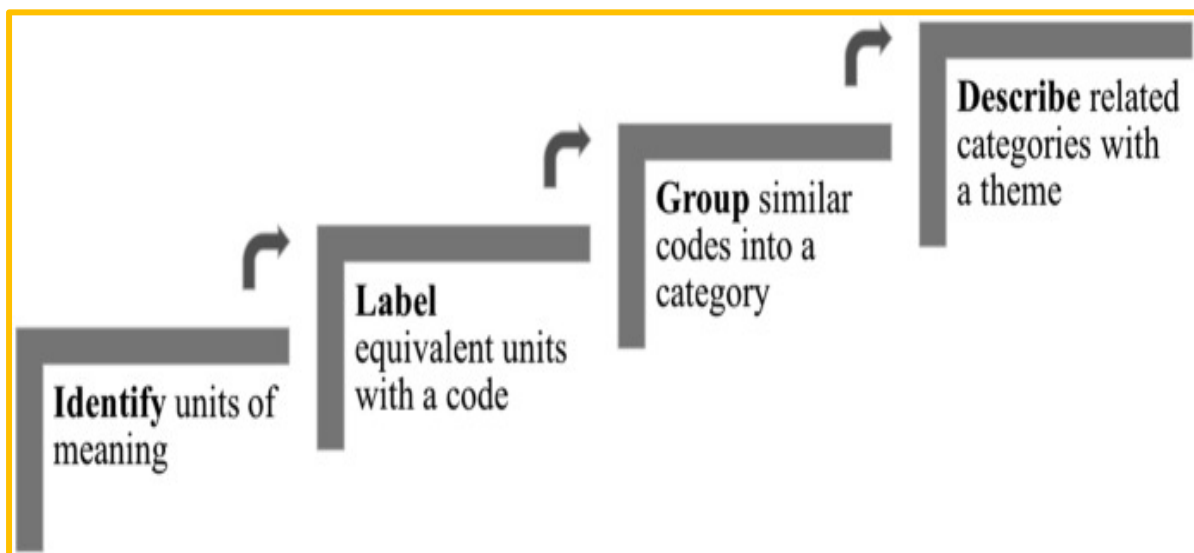 Identify units of
meaning
Label
equivalent units
with a code
Group similar
codes into a
category
Describe related
categories with
a theme